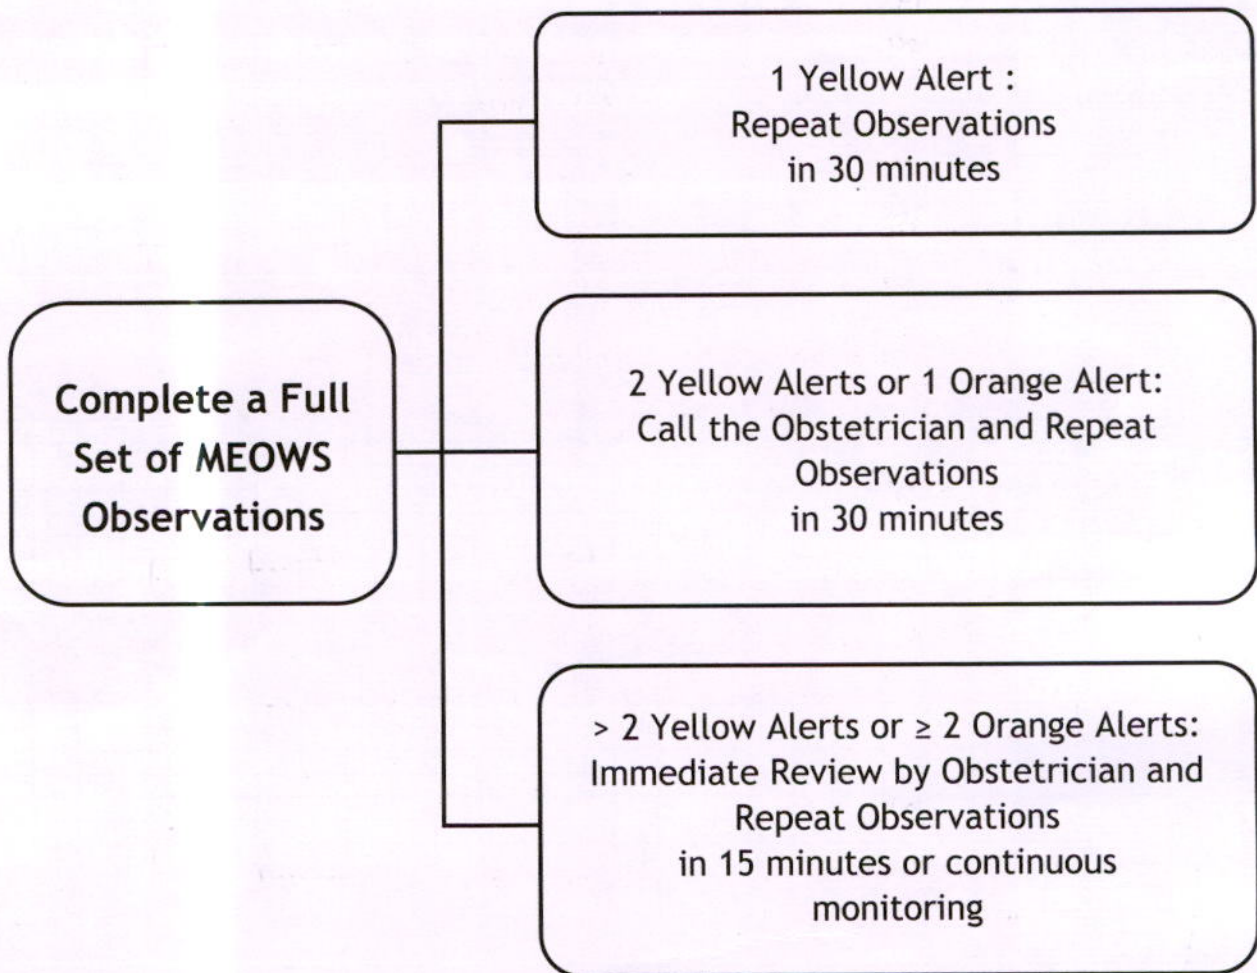 Complete a Full
Set of MEOWS
Observations
1 Yellow Alert :
Repeat Observations
in 30 minutes
2 Yellow Alerts or 1 Orange Alert:
Call the Obstetrician and Repeat
Observations
in 30 minutes
> 2 Yellow Alerts or ≥ 2 Orange Alerts:
Immediate Review by Obstetrician and
Repeat Observations
in 15 minutes or continuous
monitoring